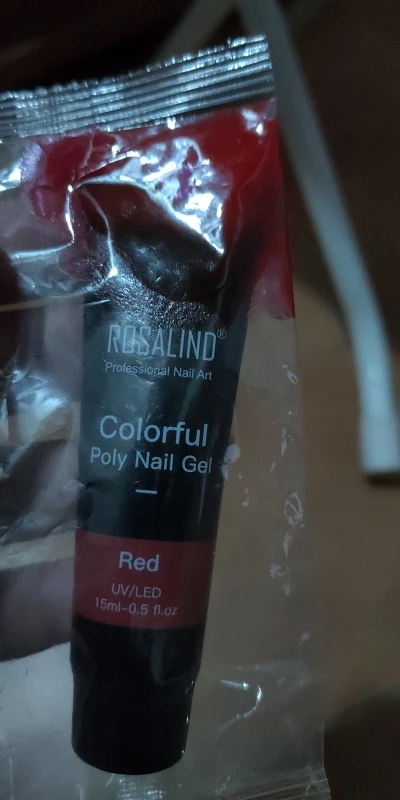 ROSALIND®
Professional Nail Art
Colorful
Poly Nail Gel
Red
UV/LED
15ml-0.5 fl.oz